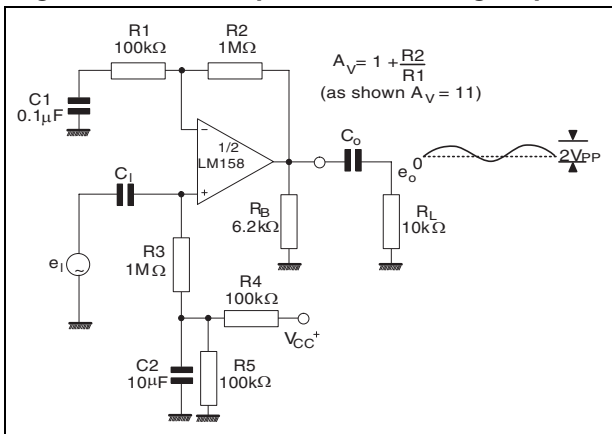 R1
100kΩ
R2
1MΩ
A_V = 1 + R2/R1
(as shown A_V = 11)
C1
0.1μF
1/2
LM158
−
+
C_I
C_o
e_o
0
2V_PP
R_B
6.2kΩ
R_L
10kΩ
e_I
~
R3
1MΩ
R4
100kΩ
V_CC+
C2
10μF
R5
100kΩ